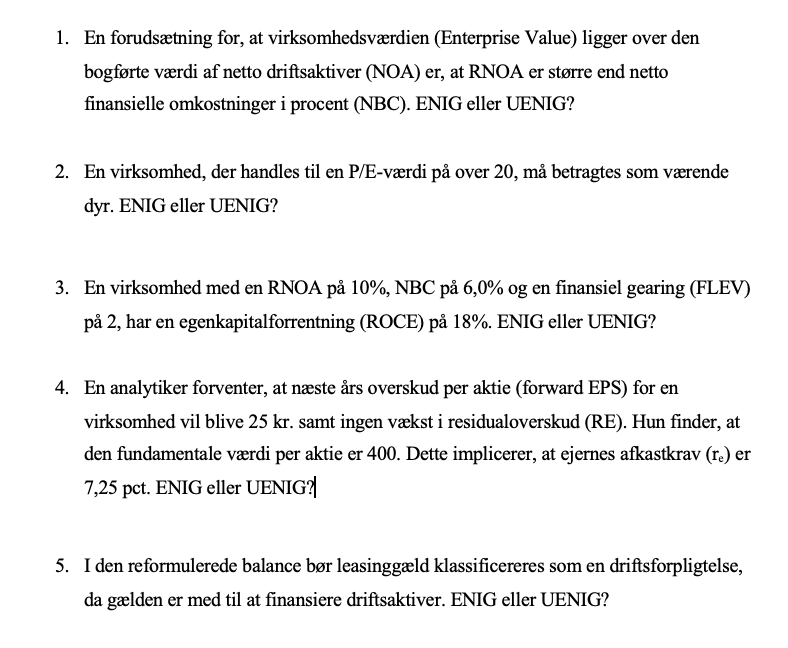 1. En forudsætning for, at virksomhedsværdien (Enterprise Value) ligger over den
bogførte værdi af netto driftsaktiver (NOA) er, at RNOA er større end netto
finansielle omkostninger i procent (NBC). ENIG eller UENIG?
2. En virksomhed, der handles til en P/E-værdi på over 20, må betragtes som værende
dyr. ENIG eller UENIG?
3. En virksomhed med en RNOA på 10%, NBC på 6,0% og en finansiel gearing (FLEV)
på 2, har en egenkapitalforrentning (ROCE) på 18%. ENIG eller UENIG?
4. En analytiker forventer, at næste års overskud per aktie (forward EPS) for en
virksomhed vil blive 25 kr. samt ingen vækst i residualoverskud (RE). Hun finder, at
den fundamentale værdi per aktie er 400. Dette implicerer, at ejernes afkastkrav (rₑ) er
7,25 pct. ENIG eller UENIG?
5. I den reformulerede balance bør leasinggæld klassificereres som en driftsforpligtelse,
da gælden er med til at finansiere driftsaktiver. ENIG eller UENIG?